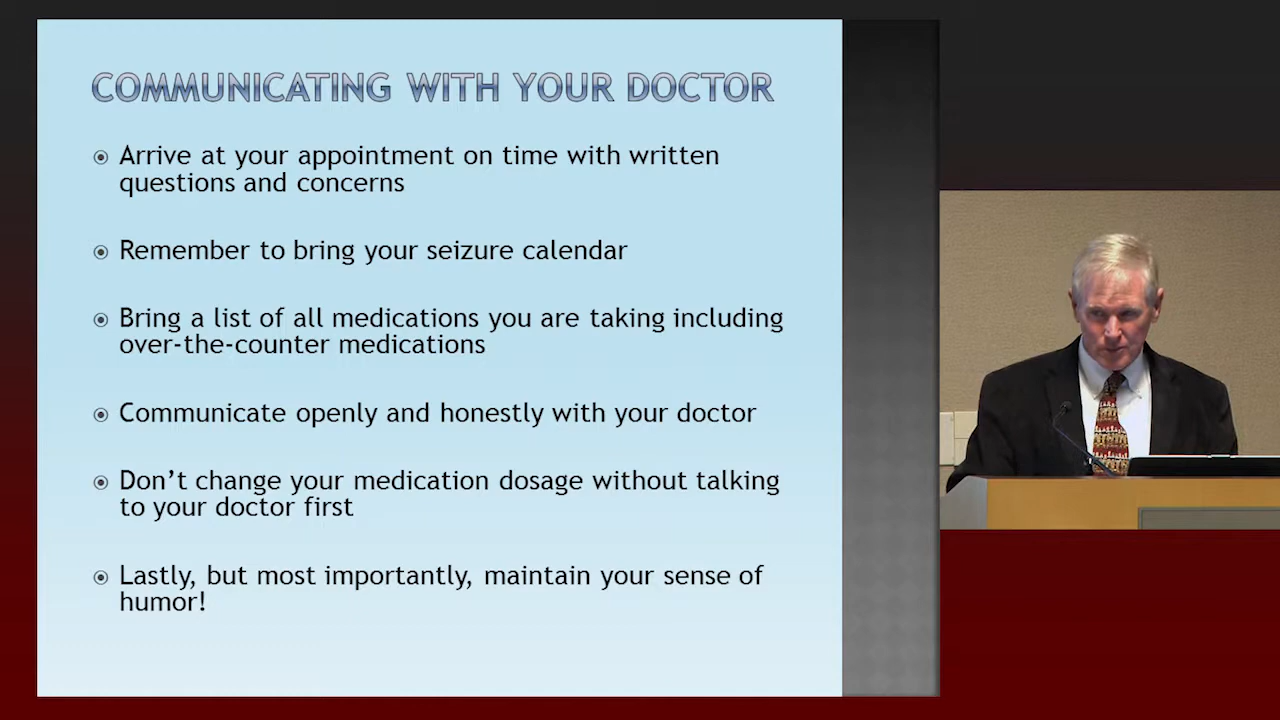 COMMUNICATING WITH YOUR DOCTOR
Arrive at your appointment on time with written
questions and concerns
Remember to bring your seizure calendar
Bring a list of all medications you are taking including
over-the-counter medications
Communicate openly and honestly with your doctor
Don’t change your medication dosage without talking
to your doctor first
Lastly, but most importantly, maintain your sense of
humor!